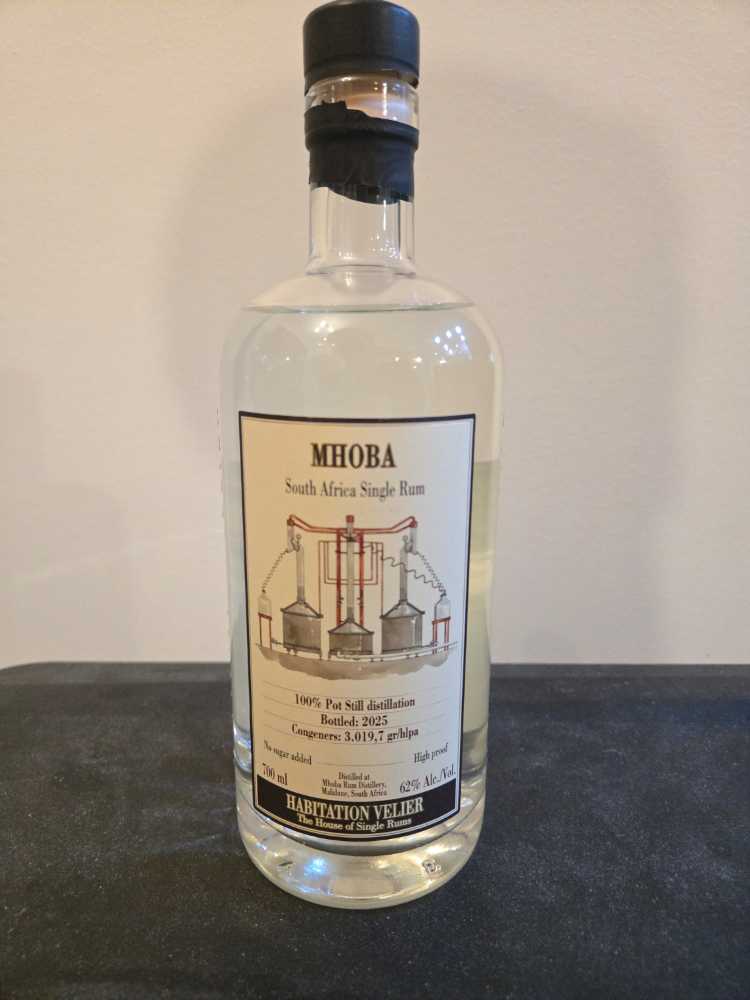 MHOBA
South Africa Single Rum
100% Pot Still distillation
Bottled: 2025
Congeners: 3.019,7 gr/hlpa
No sugar added
High proof
700 ml
Distilled at
Mhoba Rum Distillery,
Malalane, South Africa
62% Alc./Vol.
HABITATION VELIER
The House of Single Rums